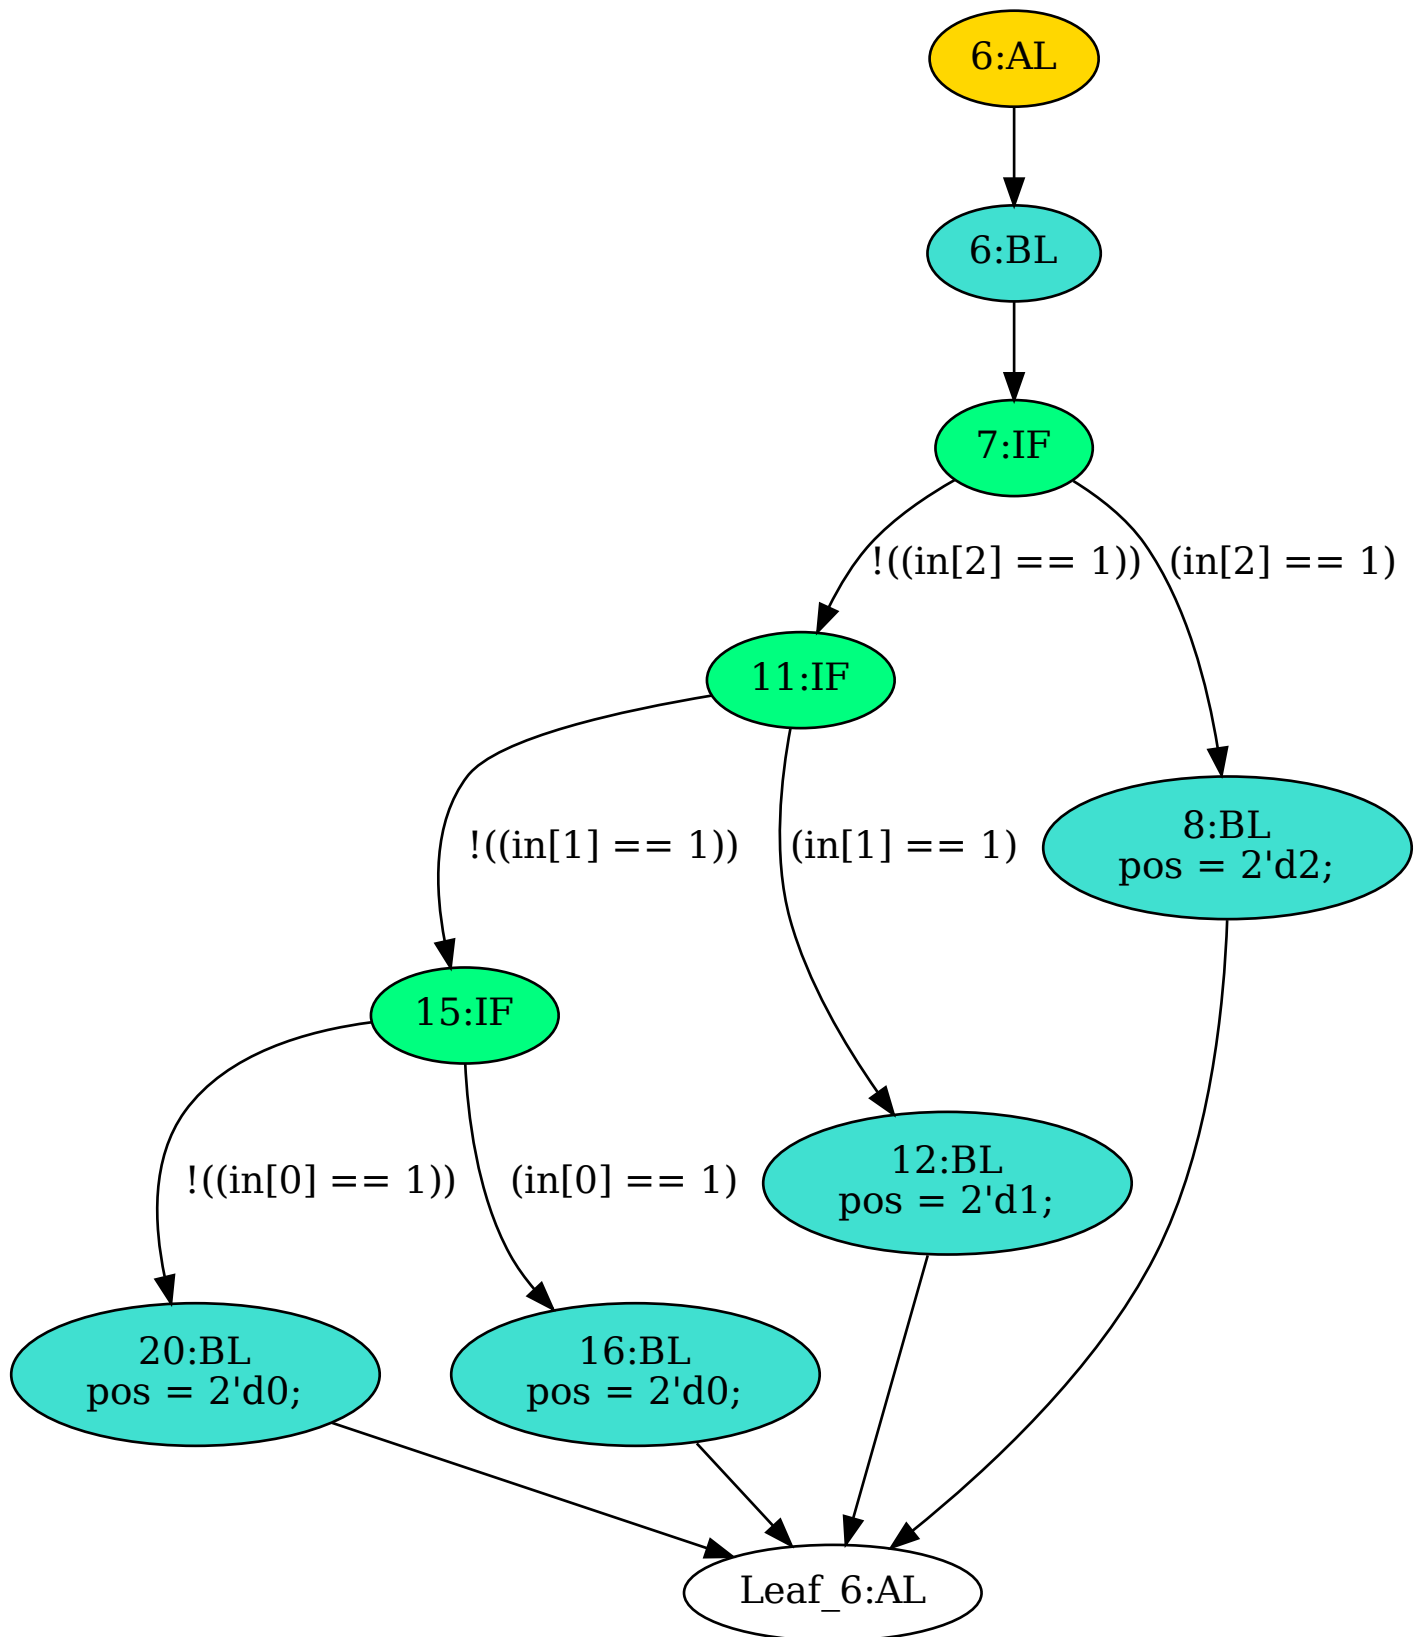 6:AL
6:BL
7:IF
!((in[2] == 1))
(in[2] == 1)
11:IF
!((in[1] == 1))
(in[1] == 1)
8:BL
pos = 2'd2;
15:IF
!((in[0] == 1))
(in[0] == 1)
12:BL
pos = 2'd1;
20:BL
pos = 2'd0;
16:BL
pos = 2'd0;
Leaf_6:AL